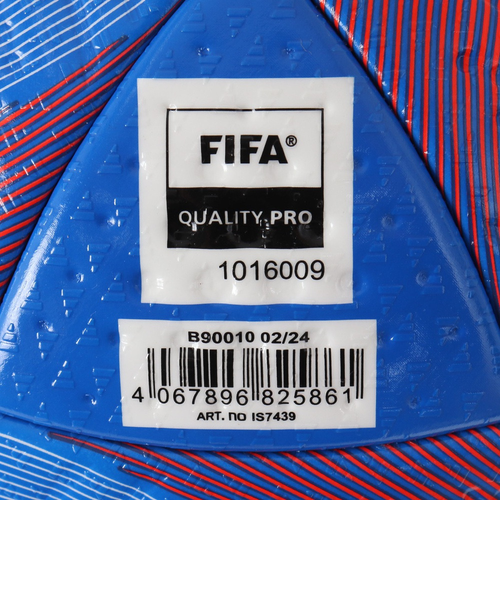 FIFA®
QUALITY PRO
1016009
B90010 02/24
4 067896 825861
ART. no IS7439